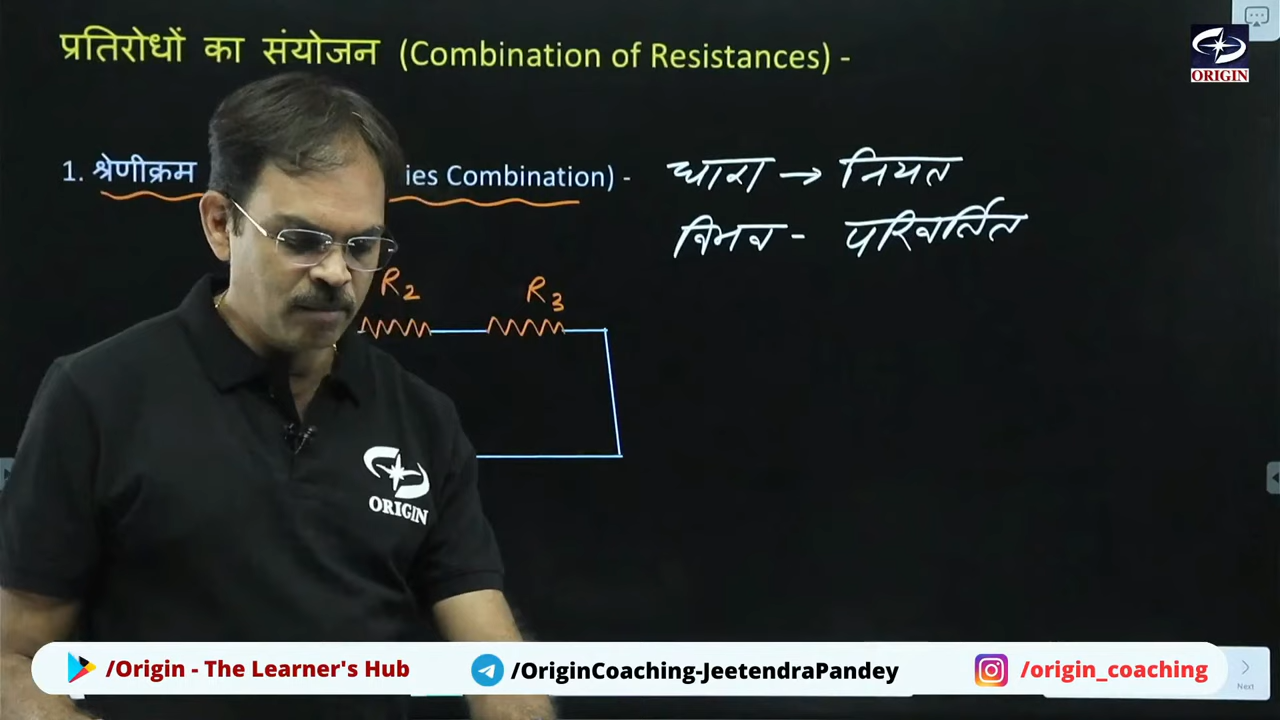 प्रतिरोधों का संयोजन (Combination of Resistances) -
ORIGIN
1. श्रेणीक्रम ies Combination) - धारा → नियत
विभव - परिवर्तित
R2 R3
ORIGIN
/Origin - The Learner's Hub /OriginCoaching-JeetendraPandey /origin_coaching
Next